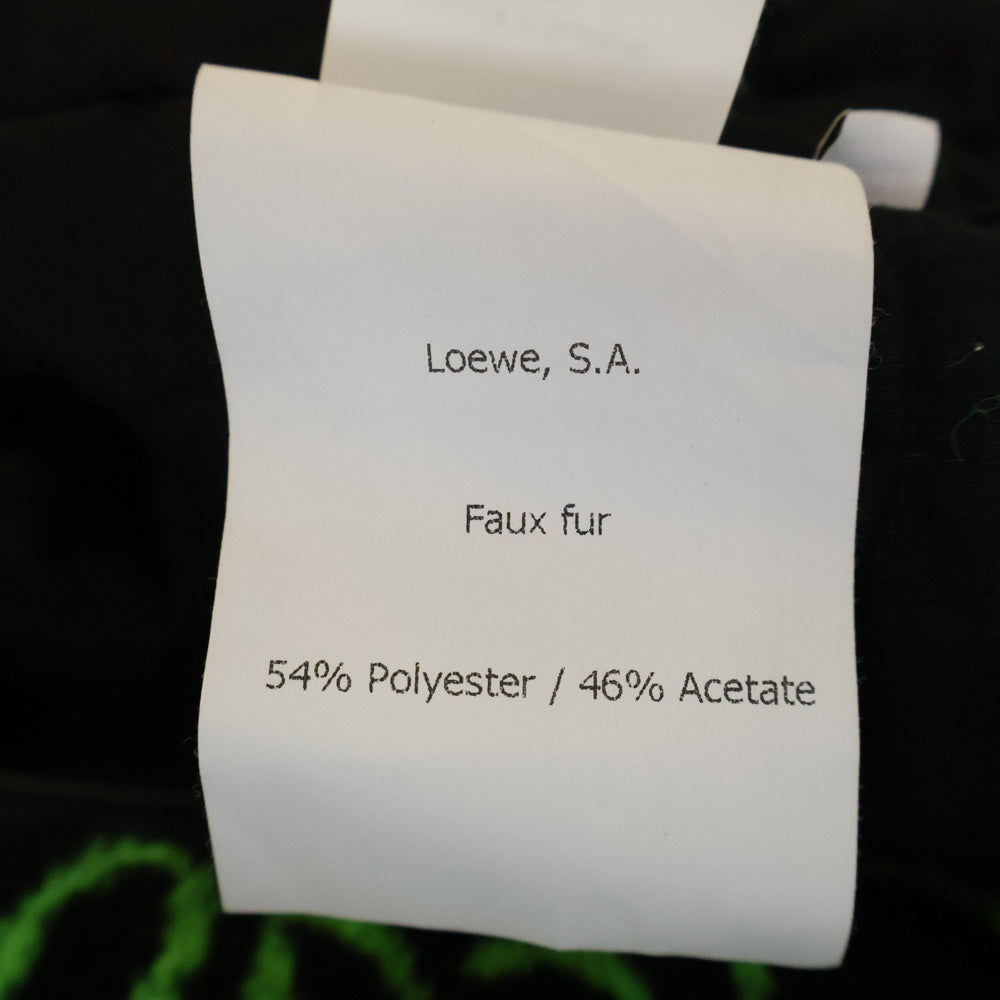 Loewe, S.A.
Faux fur
54% Polyester / 46% Acetate